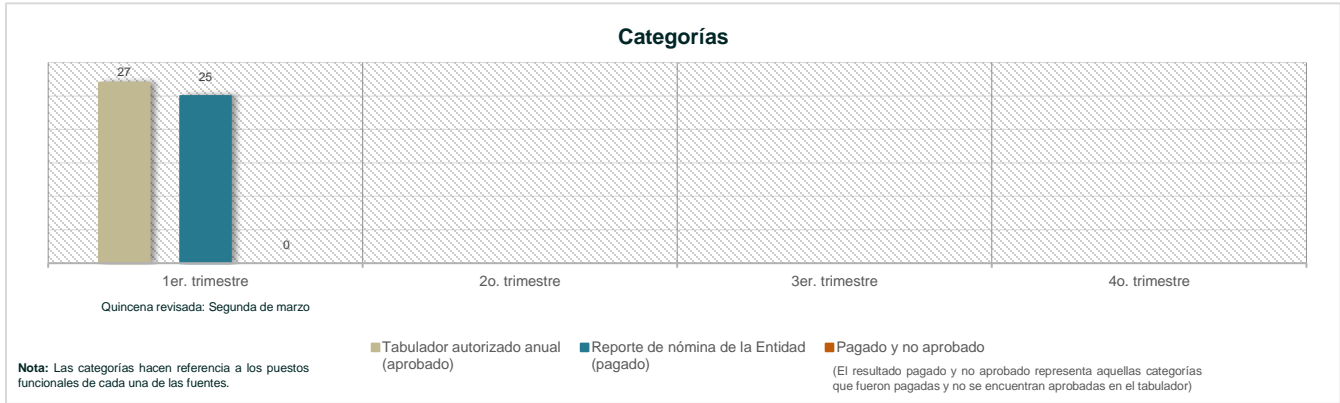 Categorías
27
25
0
1er. trimestre
2o. trimestre
3er. trimestre
4o. trimestre
Quincena revisada: Segunda de marzo
Tabulador autorizado anual
(aprobado)
Reporte de nómina de la Entidad
(pagado)
Pagado y no aprobado
(El resultado pagado y no aprobado representa aquellas categorías
que fueron pagadas y no se encuentran aprobadas en el tabulador)
Nota: Las categorías hacen referencia a los puestos
funcionales de cada una de las fuentes.